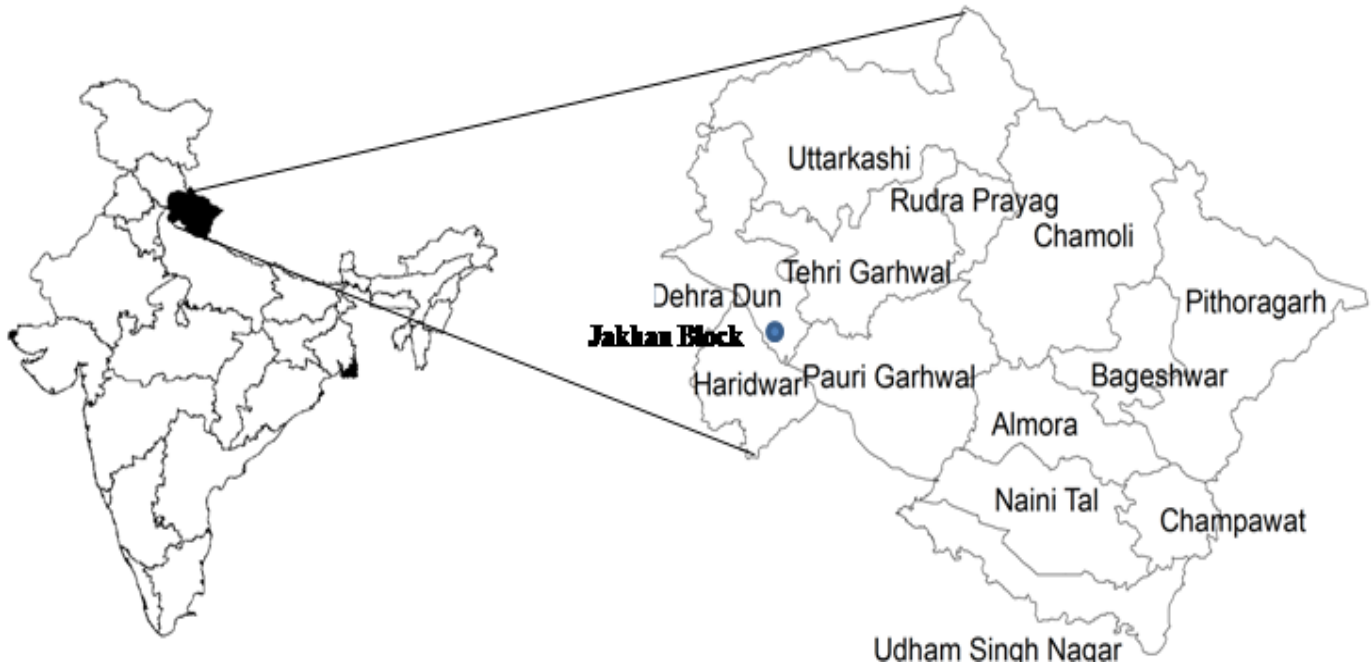 Uttarkashi
Rudra Prayag
Chamoli
Tehri Garhwal
Dehra Dun
Pithoragarh
Jakhan Block
Haridwar
Pauri Garhwal
Bageshwar
Almora
Naini Tal
Champawat
Udham Singh Nagar